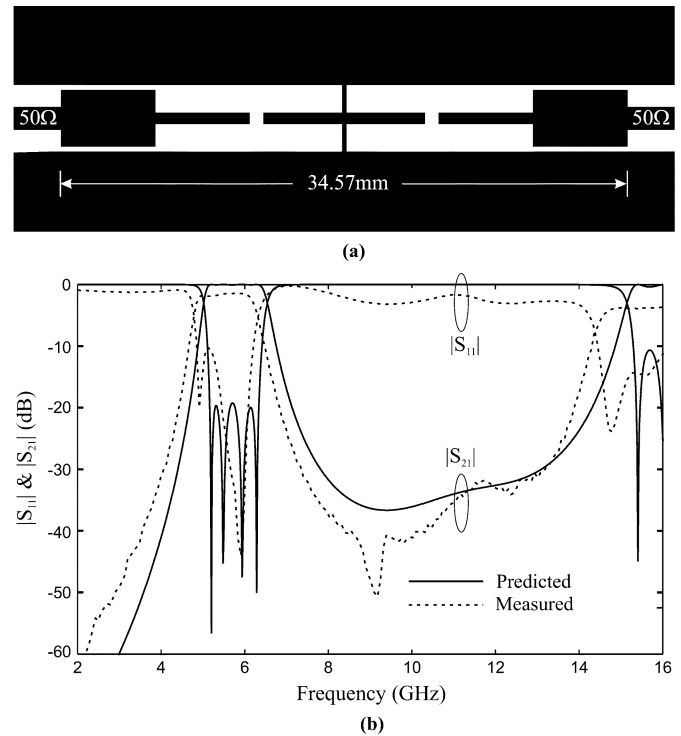 50Ω 50Ω
34.57mm
(a)
|S11| & |S21| (dB)
0
-10
-20
-30
-40
-50
-60
|S11|
|S21|
Predicted
Measured
2 4 6 8 10 12 14 16
Frequency (GHz)
(b)